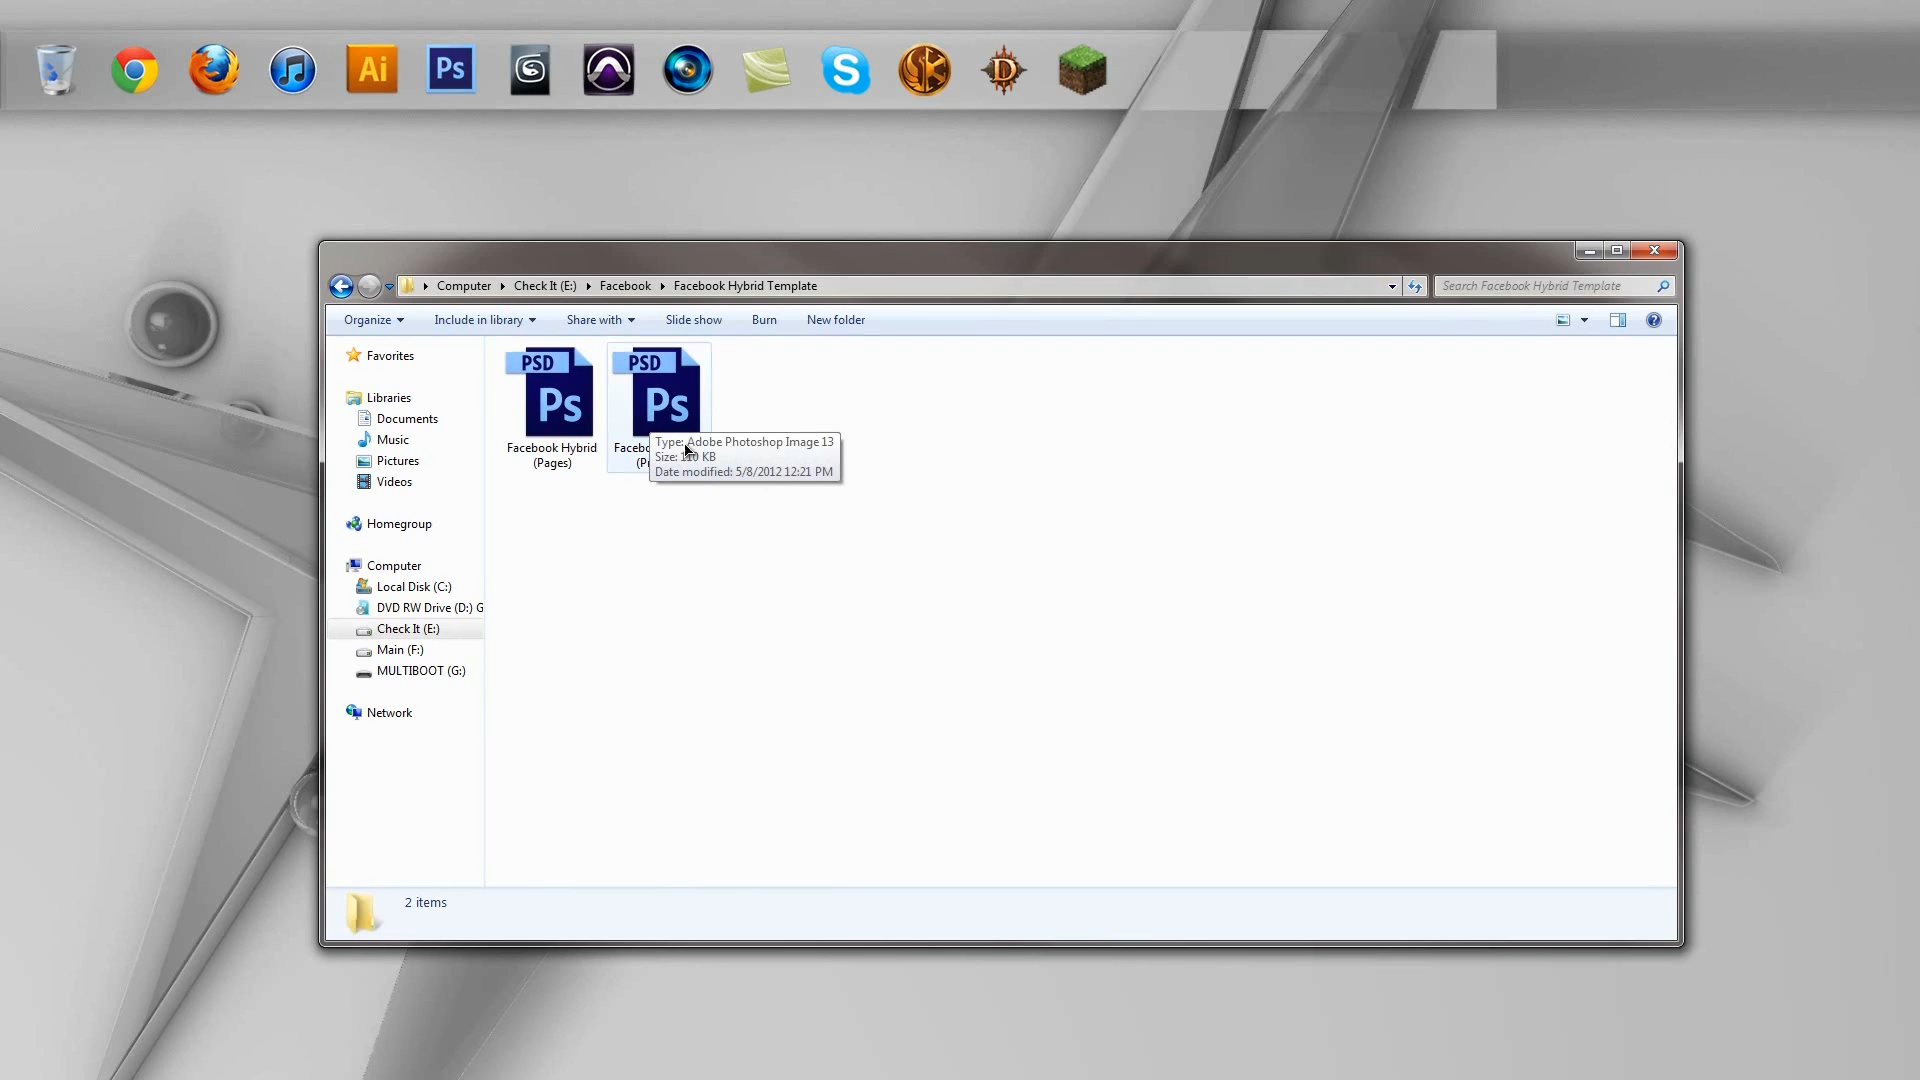 Ai
Ps
S
D
Computer
Check It (E:)
Facebook
Facebook Hybrid Template
Search Facebook Hybrid Template
Organize
Include in library
Share with
Slide show
Burn
New folder
Favorites
Libraries
Documents
Music
Pictures
Videos
Homegroup
Computer
Local Disk (C:)
DVD RW Drive (D:) G
Check It (E:)
Main (F:)
MULTIBOOT (G:)
Network
PSD
Ps
Facebook Hybrid
(Pages)
PSD
Ps
Type: Adobe Photoshop Image 13
Size: KB
Date modified: 5/8/2012 12:21 PM
2 items